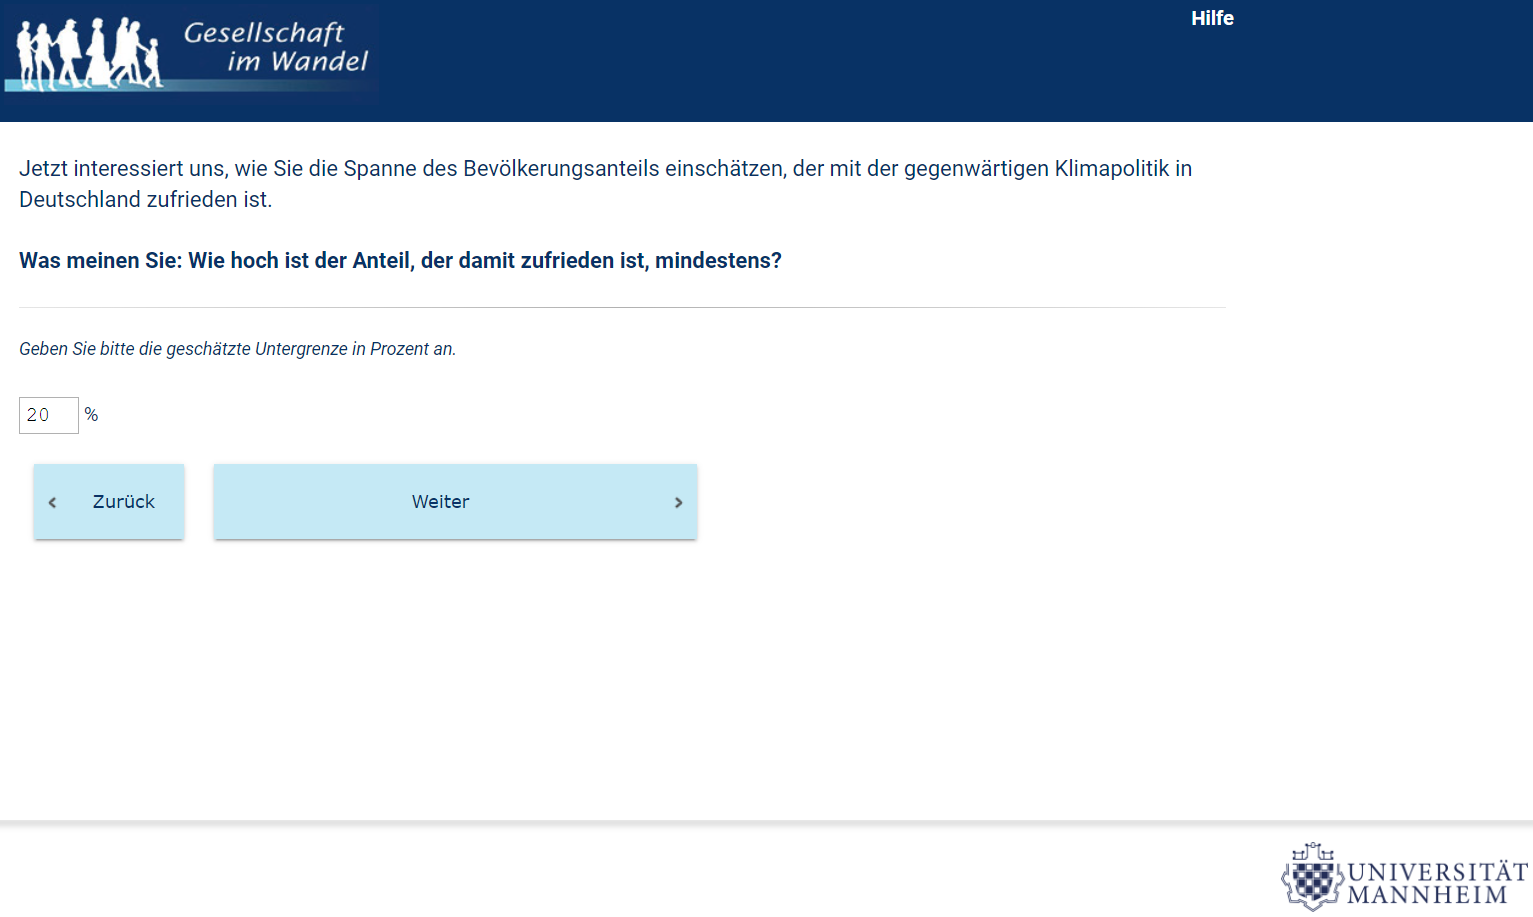 Gesellschaft
im Wandel
Hilfe
Jetzt interessiert uns, wie Sie die Spanne des Bevölkerungsanteils einschätzen, der mit der gegenwärtigen Klimapolitik in
Deutschland zufrieden ist.
Was meinen Sie: Wie hoch ist der Anteil, der damit zufrieden ist, mindestens?
Geben Sie bitte die geschätzte Untergrenze in Prozent an.
20 %
Zurück
Weiter
UNIVERSITÄT
MANNHEIM